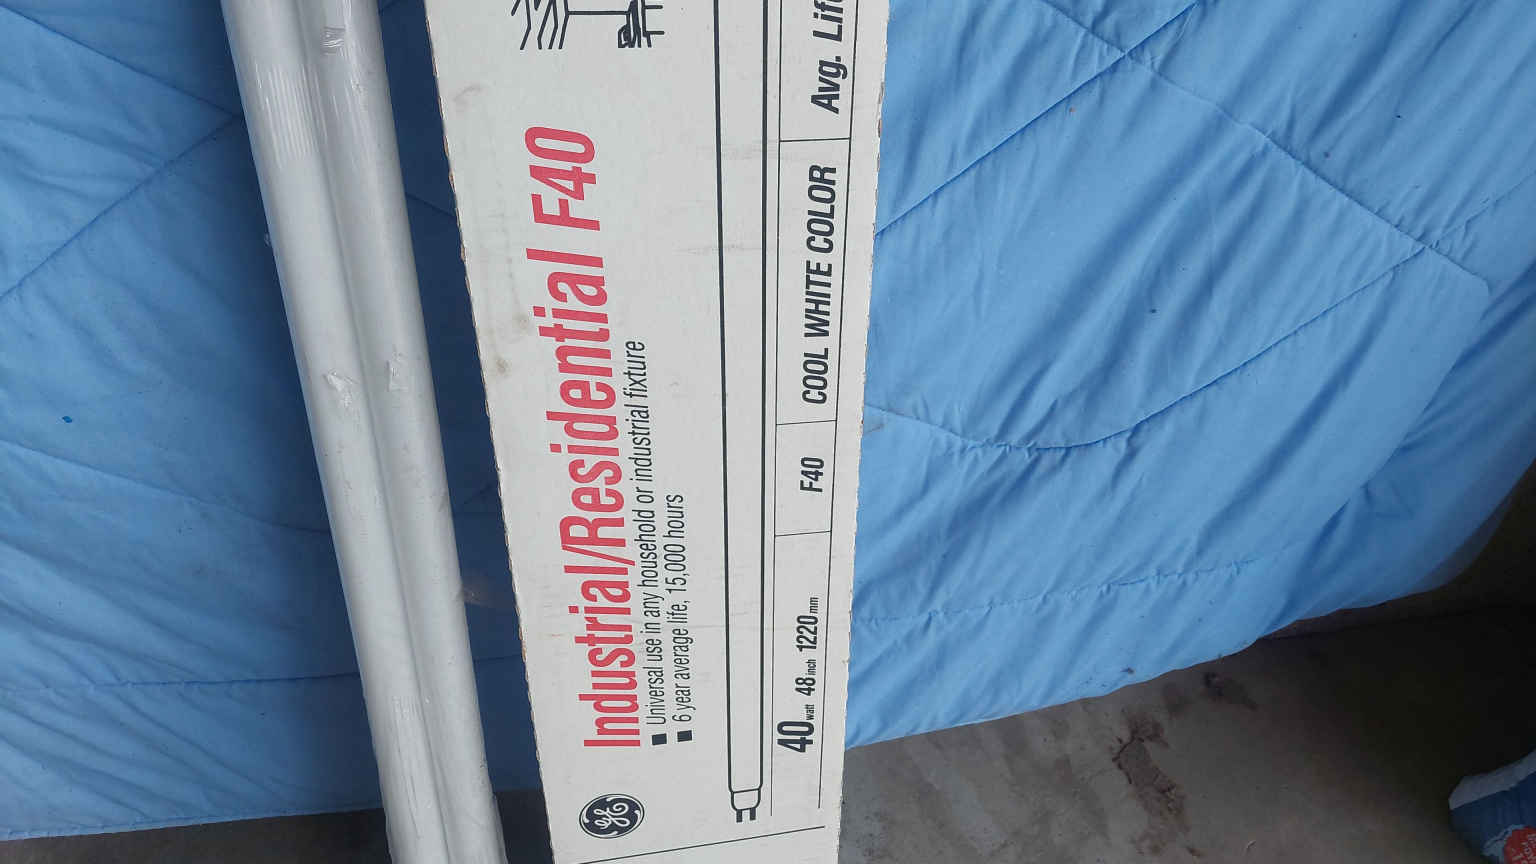 Industrial/Residential F40
■ Universal use in any household or industrial fixture
■ 6 year average life, 15,000 hours
40 watt 48 inch 1220 mm
F40
COOL WHITE COLOR
Avg.
GE